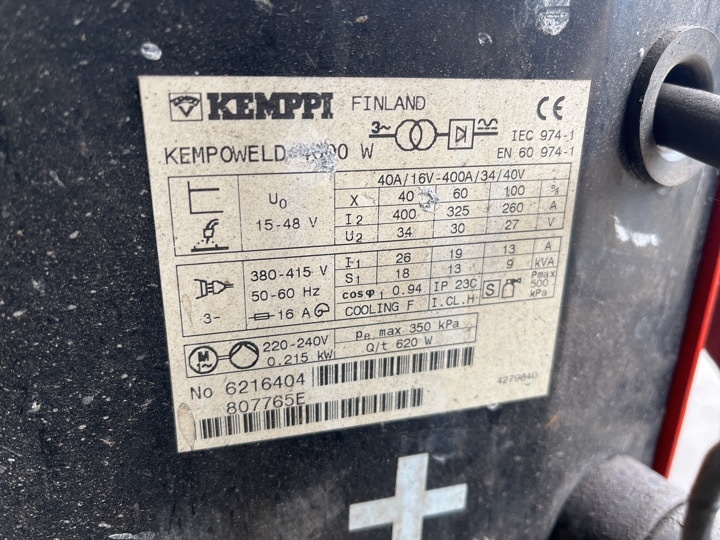 KEMPPI FINLAND CE
3~
IEC 974-1
EN 60 974-1
KEMPOWELD W
40A/16V-400A/34/40V
U0
15-48 V
X 40 60 100 %
I2 400 325 260 A
U2 34 30 27 V
380-415 V
50-60 Hz
3~ 16 A
I1 26 19 13 A
S1 18 13 9 kVA
cosφ1 0.94 IP 23C S Pmax 500 kPa
COOLING F I.CL.H
M 1~
220-240V
0.215 kW
pe max 350 kPa
Q/t 620 W
No 6216404
807765E
4279840